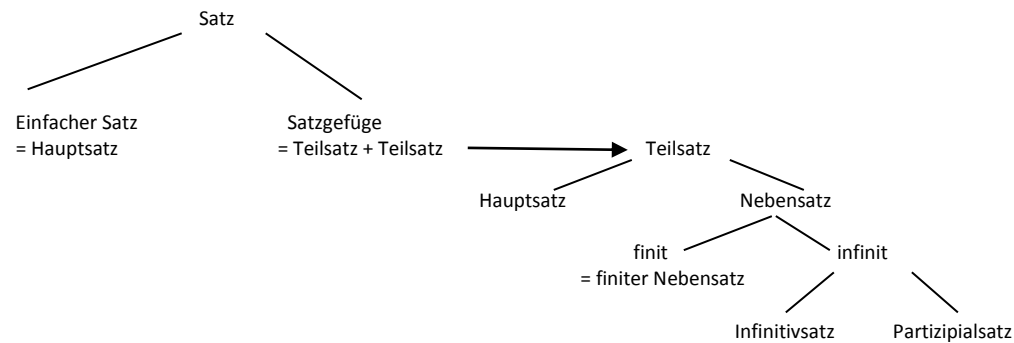 Satz
Einfacher Satz
= Hauptsatz
Satzgefüge
= Teilsatz + Teilsatz
Teilsatz
Hauptsatz
Nebensatz
finit
= finiter Nebensatz
infinit
Infinitivsatz
Partizipialsatz